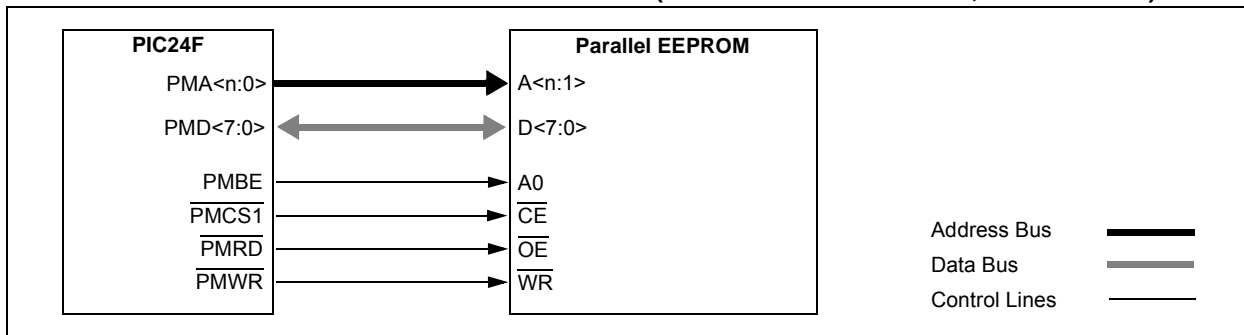 PIC24F
Parallel EEPROM
PMA<n:0>
A<n:1>
PMD<7:0>
D<7:0>
PMBE
A0
PMCS1
CE
PMRD
OE
PMWR
WR
Address Bus
Data Bus
Control Lines